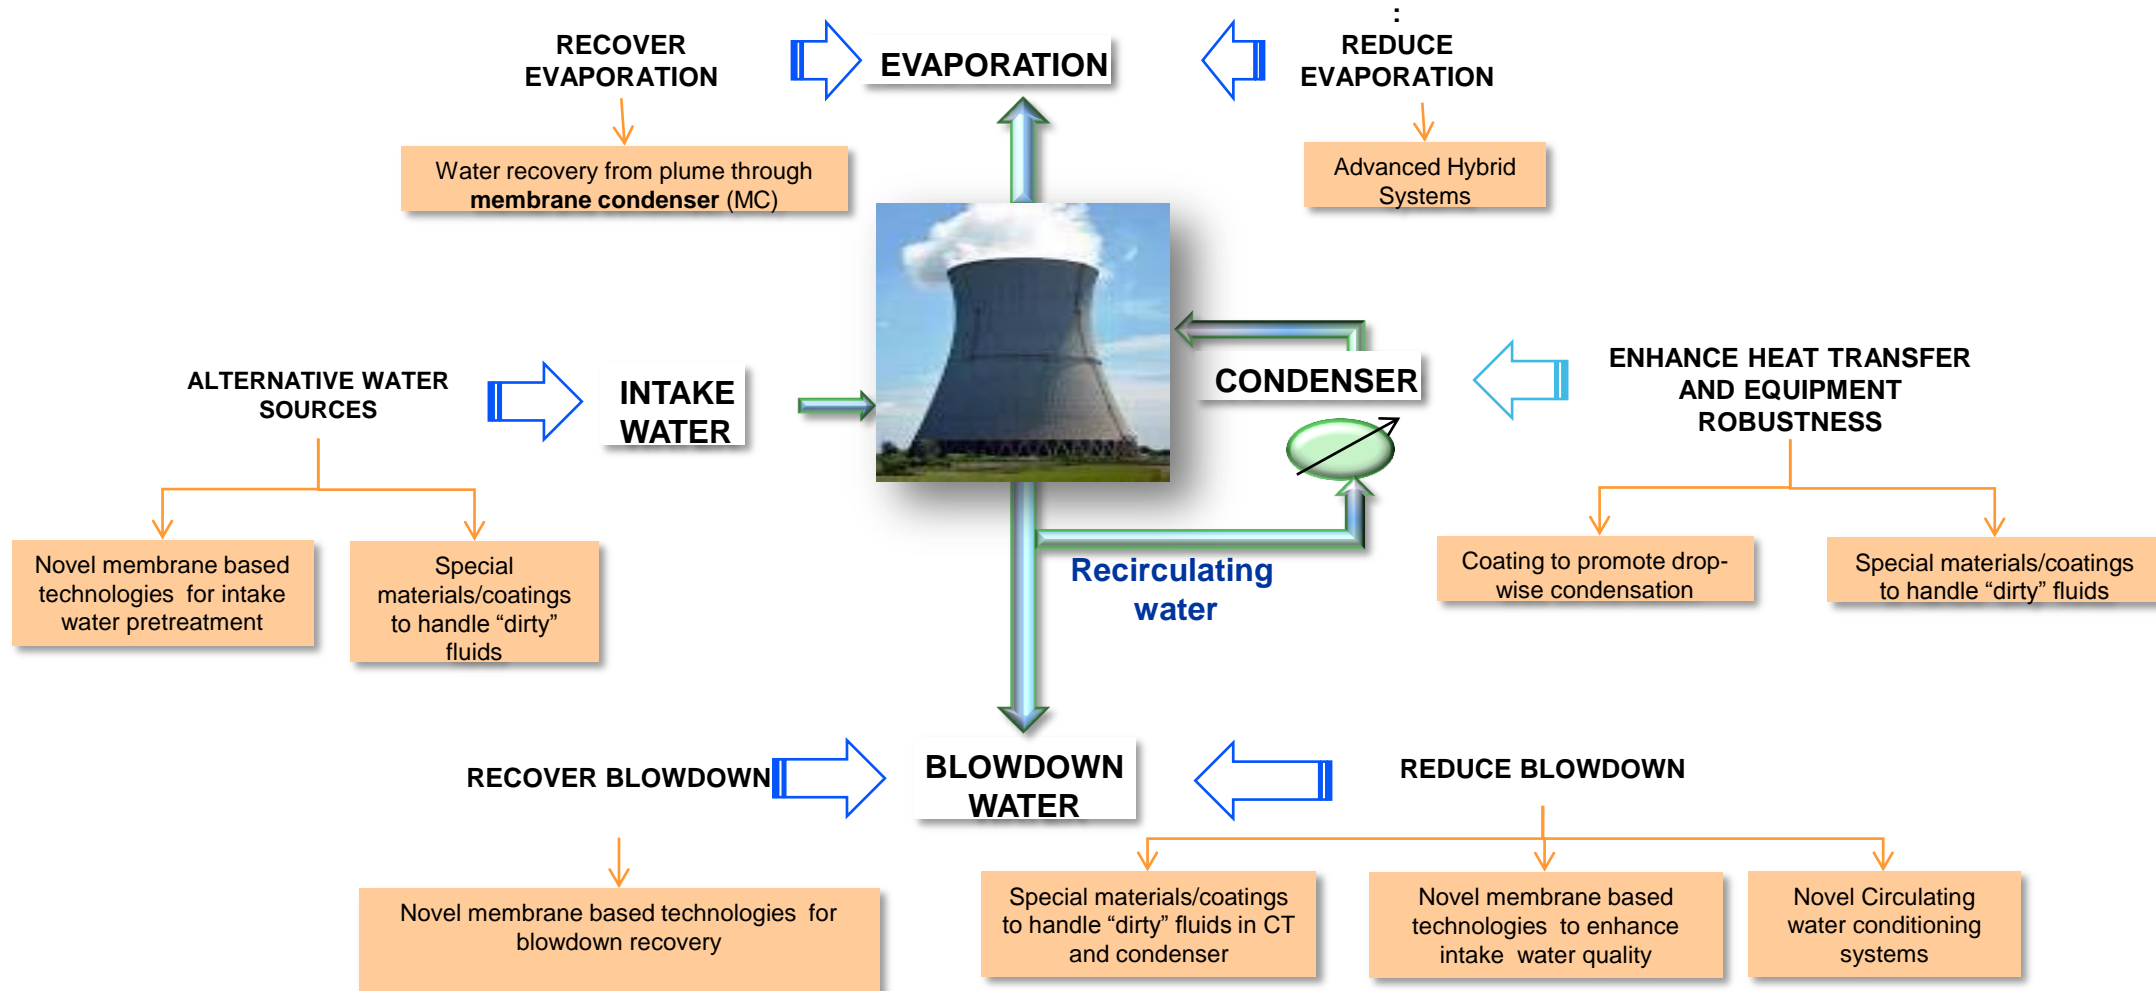 :
RECOVER
EVAPORATION
EVAPORATION
REDUCE
EVAPORATION
Water recovery from plume through
membrane condenser (MC)
Advanced Hybrid
Systems
ALTERNATIVE WATER
SOURCES
INTAKE
WATER
CONDENSER
ENHANCE HEAT TRANSFER
AND EQUIPMENT
ROBUSTNESS
Novel membrane based
technologies for intake
water pretreatment
Special
materials/coatings
to handle “dirty”
fluids
Recirculating
water
Coating to promote drop-
wise condensation
Special materials/coatings
to handle “dirty” fluids
RECOVER BLOWDOWN
BLOWDOWN
WATER
REDUCE BLOWDOWN
Novel membrane based technologies for
blowdown recovery
Special materials/coatings
to handle “dirty” fluids in CT
and condenser
Novel membrane based
technologies to enhance
intake water quality
Novel Circulating
water conditioning
systems